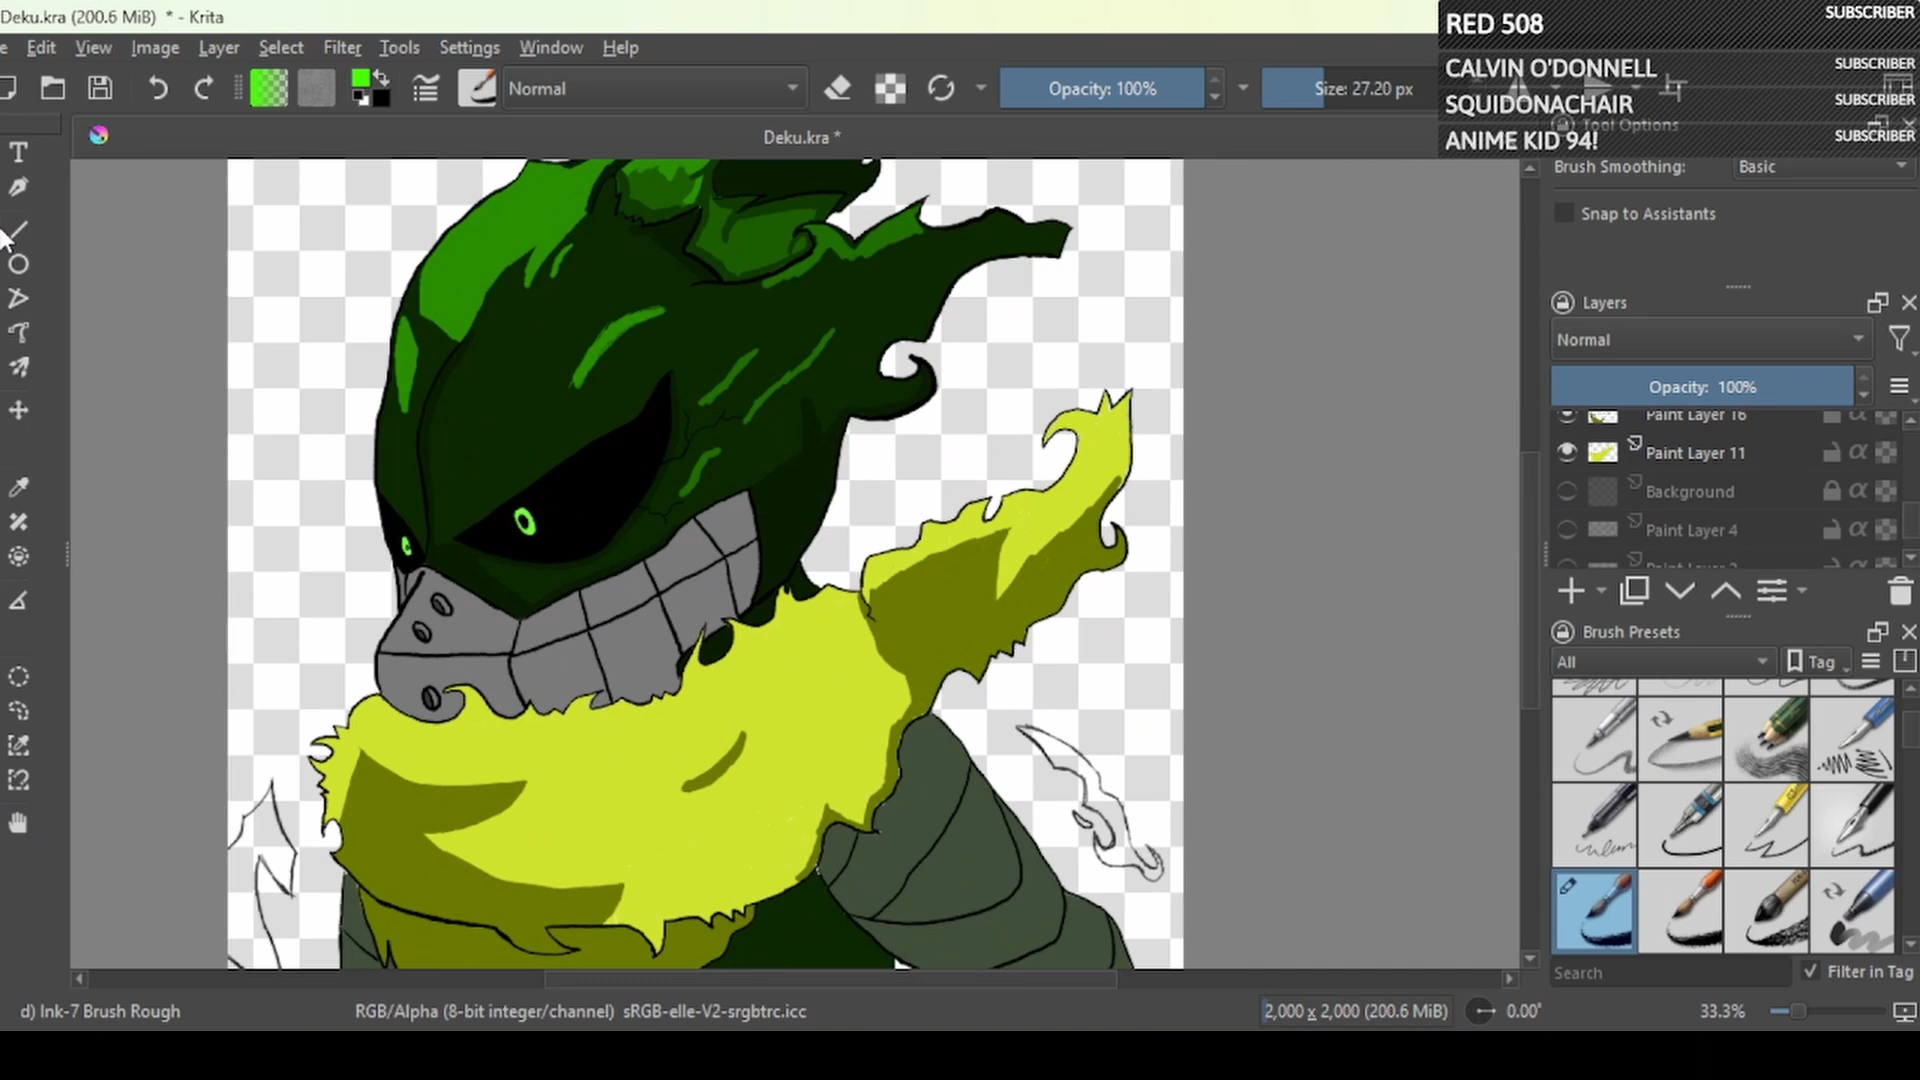 Deku.kra (200.6 MiB) * - Krita
RED 508 SUBSCRIBER
e Edit View Image Layer Select Filter Tools Settings Window Help
CALVIN O'DONNELL SUBSCRIBER
Normal Opacity: 100% Size: 27.20 px
SQUIDONACHAIR SUBSCRIBER
Tool Options
Deku.kra *
ANIME KID 94! SUBSCRIBER
Brush Smoothing: Basic
Snap to Assistants
Layers
Normal
Opacity: 100%
Paint Layer 16
Paint Layer 11
Background
Paint Layer 4
Brush Presets
All Tag
Search Filter in Tag
d) Ink-7 Brush Rough RGB/Alpha (8-bit integer/channel) sRGB-elle-V2-srgbtrc.icc 2,000 x 2,000 (200.6 MiB) 0.00° 33.3%